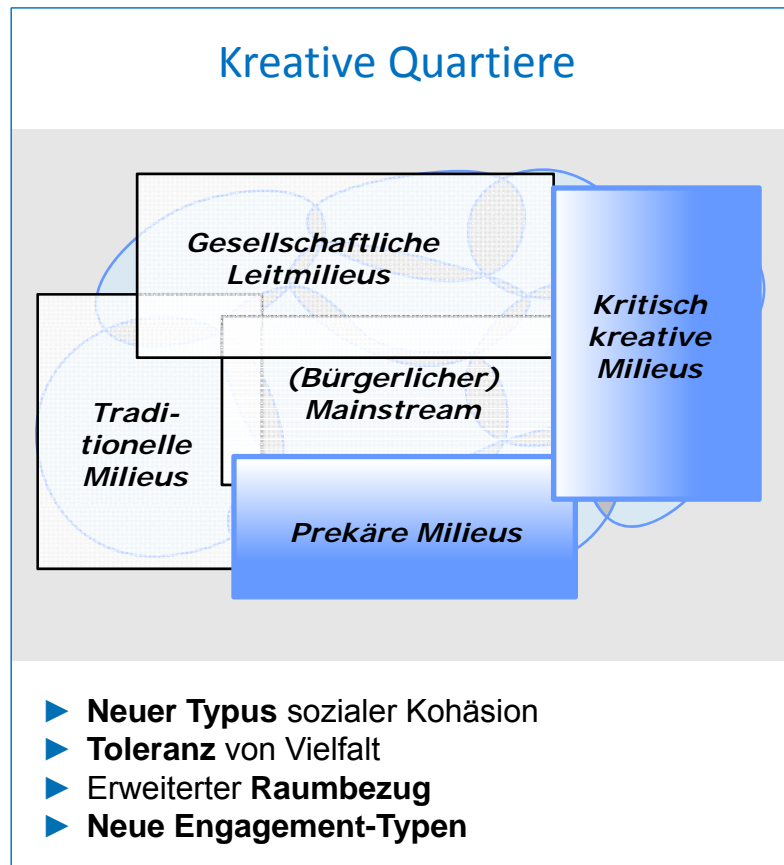 Kreative Quartiere
Gesellschaftliche
Leitmilieus
Kritisch
kreative
Milieus
(Bürgerlicher)
Mainstream
Tradi-
tionelle
Milieus
Prekäre Milieus
► Neuer Typus sozialer Kohäsion
► Toleranz von Vielfalt
► Erweiterter Raumbezug
► Neue Engagement-Typen